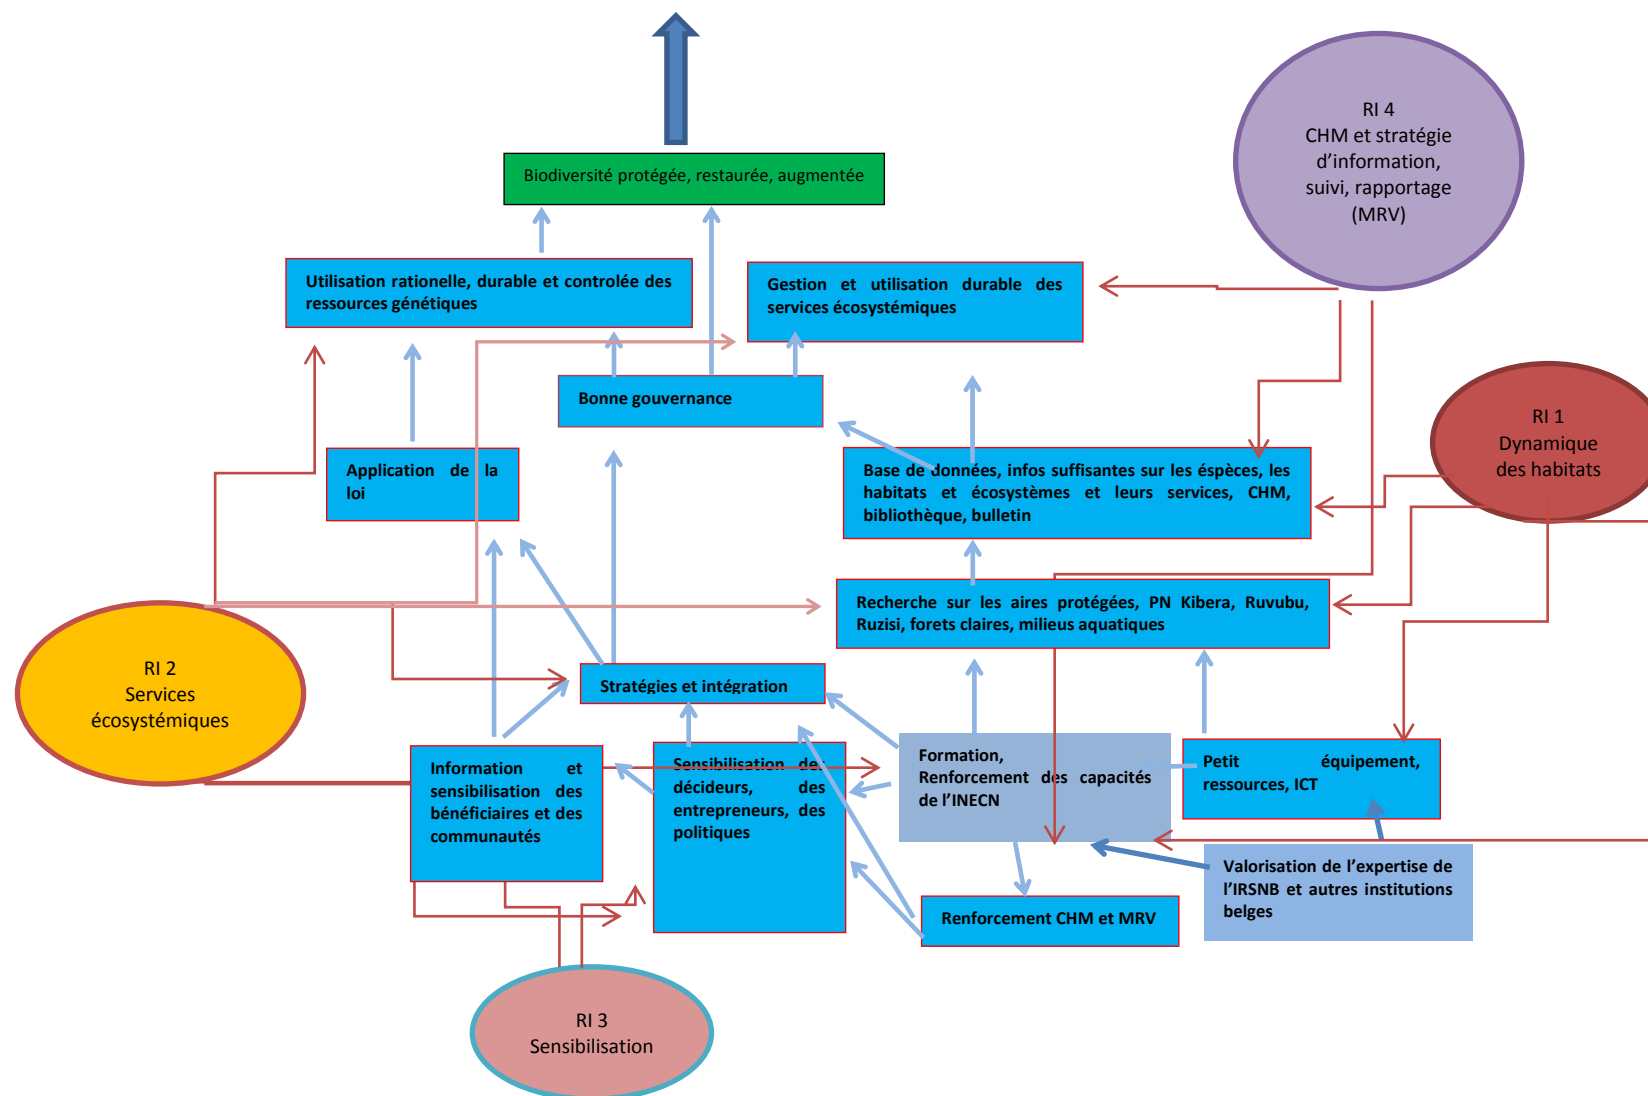 RI 4
CHM et stratégie
d’information,
suivi, rapportage
(MRV)
Biodiversité protégée, restaurée, augmentée
Utilisation rationelle, durable et controlée des
ressources génétiques
Gestion et utilisation durable des
services écosystémiques
Bonne gouvernance
RI 1
Dynamique
des habitats
Application de la
loi
Base de données, infos suffisantes sur les éspèces, les
habitats et écosystèmes et leurs services, CHM,
bibliothèque, bulletin
Recherche sur les aires protégées, PN Kibera, Ruvubu,
Ruzisi, forets claires, milieus aquatiques
RI 2
Services
écosystémiques
Stratégies et intégration
Information et
sensibilisation des
bénéficiaires et des
communautés
Sensibilisation des
décideurs, des
entrepreneurs, des
politiques
Formation,
Renforcement des capacités
de l’INECN
Petit équipement,
ressources, ICT
Valorisation de l’expertise de
l’IRSNB et autres institutions
belges
Renforcement CHM et MRV
RI 3
Sensibilisation